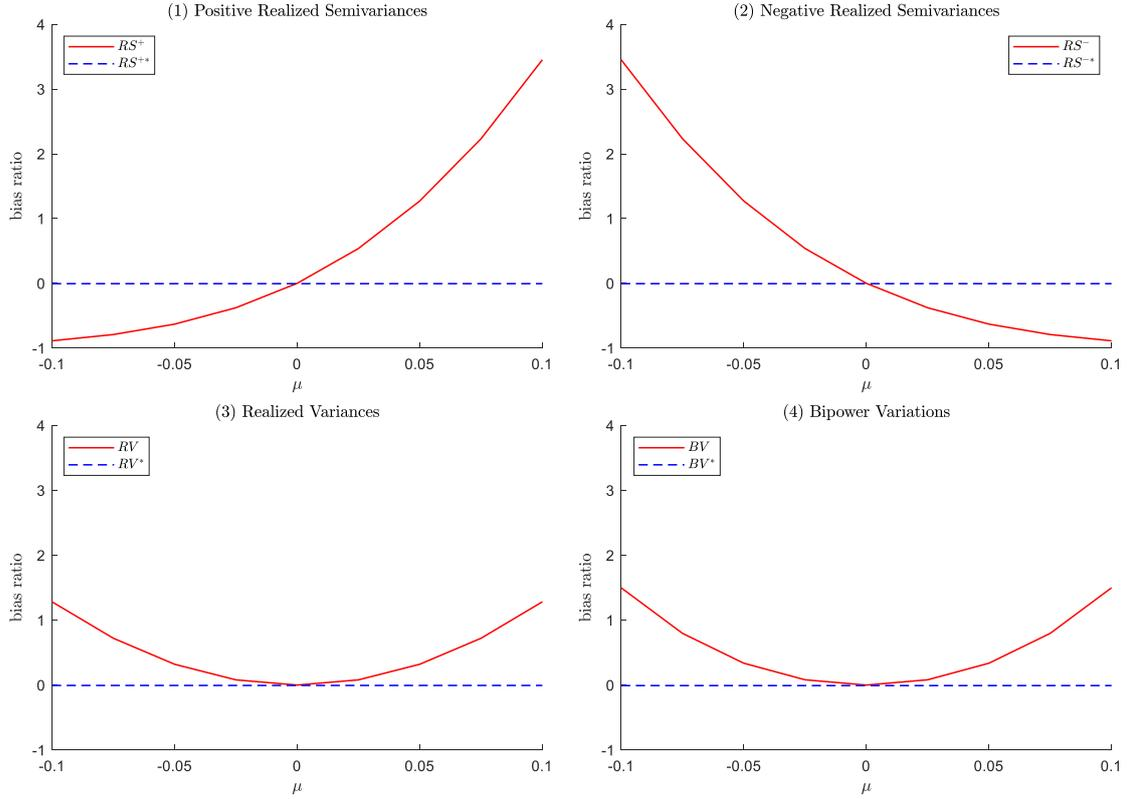 (1) Positive Realized Semivariances
RS+
RS+*
4
3
2
1
0
-1
bias ratio
-0.1 -0.05 0 0.05 0.1
μ
(2) Negative Realized Semivariances
RS−
RS−*
4
3
2
1
0
-1
bias ratio
-0.1 -0.05 0 0.05 0.1
μ
(3) Realized Variances
RV
RV*
4
3
2
1
0
-1
bias ratio
-0.1 -0.05 0 0.05 0.1
μ
(4) Bipower Variations
BV
BV*
4
3
2
1
0
-1
bias ratio
-0.1 -0.05 0 0.05 0.1
μ